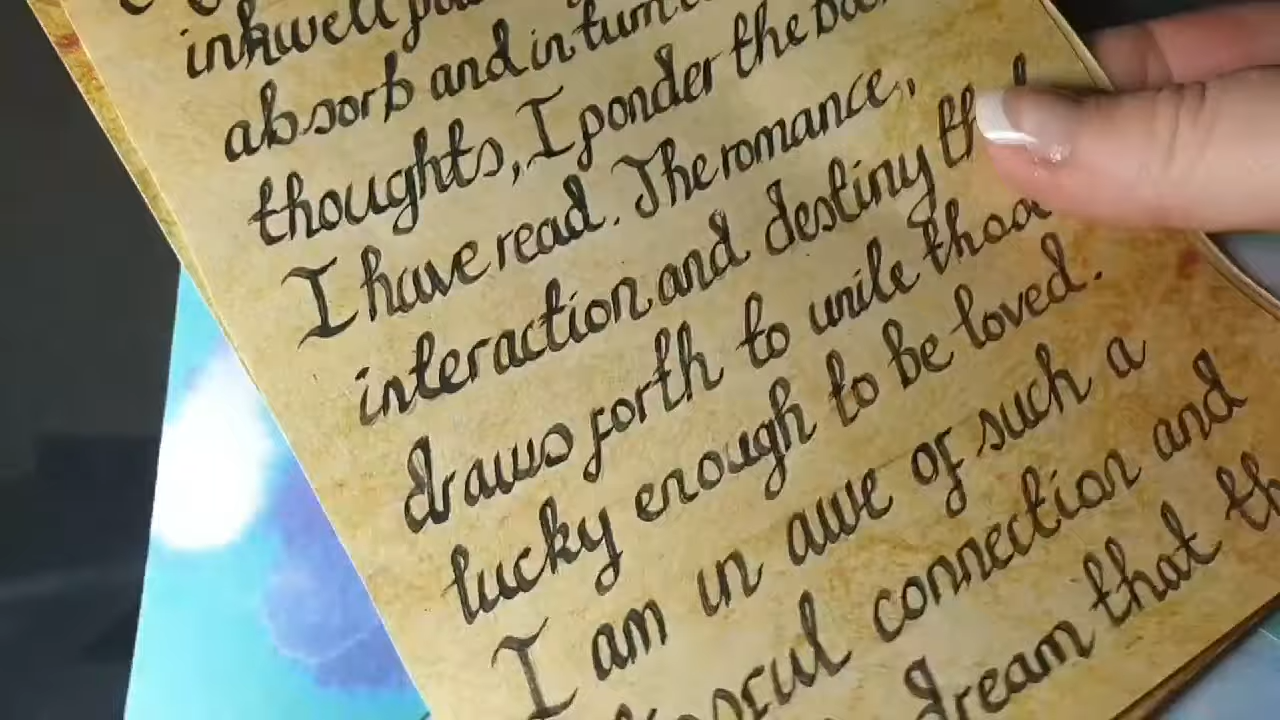 inkwell
absorb and in turn
thoughts, I ponder the
I have read. The romance,
interaction and destiny
draws forth to unite
lucky enough to be loved.
I am in awe of such a
connection and
dream that